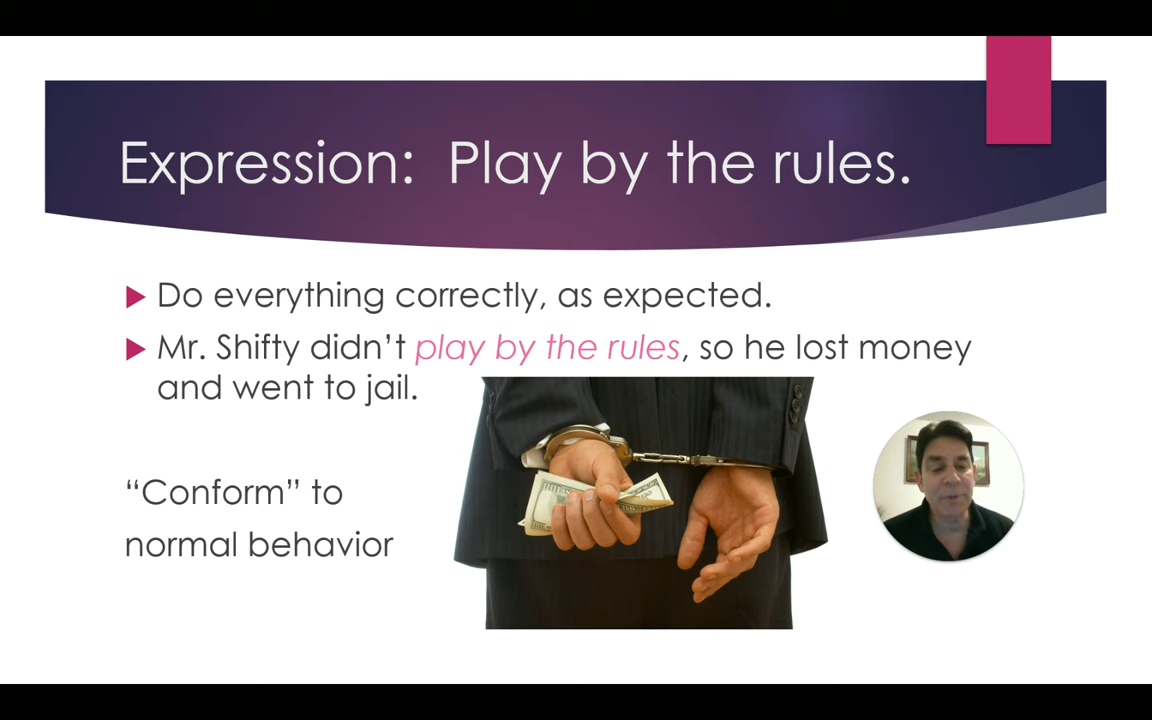 Expression:  Play by the rules.
Do everything correctly, as expected.
Mr. Shifty didn’t play by the rules, so he lost money
and went to jail.
“Conform” to
normal behavior